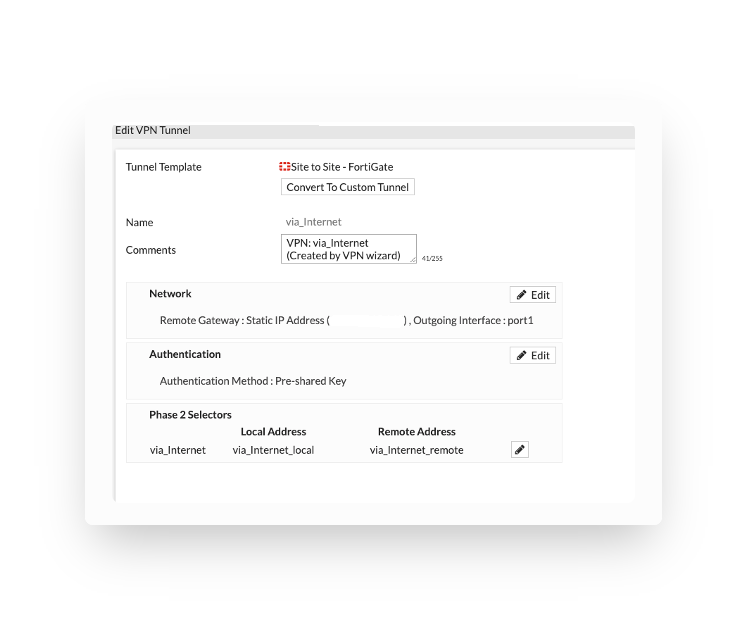 Edit VPN Tunnel
Tunnel Template Site to Site - FortiGate
Convert To Custom Tunnel
Name via_Internet
Comments VPN: via_Internet
(Created by VPN wizard) 41/255
Network Edit
Remote Gateway : Static IP Address ( ) , Outgoing Interface : port1
Authentication Edit
Authentication Method : Pre-shared Key
Phase 2 Selectors
Local Address Remote Address
via_Internet via_Internet_local via_Internet_remote